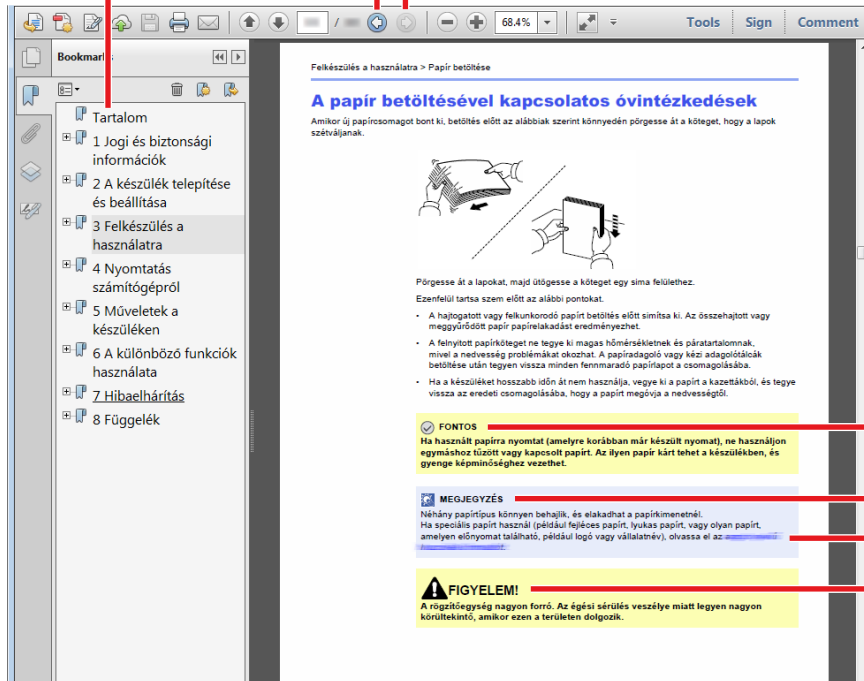 68.4%
Tools
Sign
Comment
Bookmar
Tartalom
1 Jogi és biztonsági
információk
2 A készülék telepítése
és beállítása
3 Felkészülés a
használatra
4 Nyomtatás
számítógépről
5 Műveletek a
készüléken
6 A különböző funkciók
használata
7 Hibaelhárítás
8 Függelék
Felkészülés a használatra > Papír betöltése
A papír betöltésével kapcsolatos óvintézkedések
Amikor új papírcsomagot bont ki, betöltés előtt az alábbiak szerint könnyedén pörgesse át a köteget, hogy a lapok
szétváljanak.
Pörgesse át a lapokat, majd ütögesse a köteget egy sima felülethez.
Ezenfelül tartsa szem előtt az alábbi pontokat.
• A hajtogatott vagy felkunkorodó papírt betöltés előtt simítsa ki. Az összehajtott vagy
meggyűrődött papír papírelakadást eredményezhet.
• A felnyitott papírköteget ne tegye ki magas hőmérsékletnek és páratartalomnak,
mivel a nedvesség problémákat okozhat. A papíradagoló vagy kézi adagolótálcák
betöltése után tegyen vissza minden fennmaradó papírlapot a csomagolásába.
• Ha a készüléket hosszabb időn át nem használja, vegye ki a papírt a kazettákból, és tegye
vissza az eredeti csomagolásába, hogy a papírt megóvja a nedvességtől.
FONTOS
Ha használt papírra nyomtat (amelyre korábban már készült nyomat), ne használjon
egymáshoz tűzött vagy kapcsolt papírt. Az ilyen papír kárt tehet a készülékben, és
gyenge képminőséghez vezethet.
MEGJEGYZÉS
Néhány papírtípus könnyen behajlik, és elakadhat a papírkimenetnél.
Ha speciális papírt használ (például fejléces papírt, lyukas papírt, vagy olyan papírt,
amelyen előnyomat található, például logó vagy vállalatnév), olvassa el az
FIGYELEM!
A rögzítőegység nagyon forró. Az égési sérülés veszélye miatt legyen nagyon
körültekintő, amikor ezen a területen dolgozik.